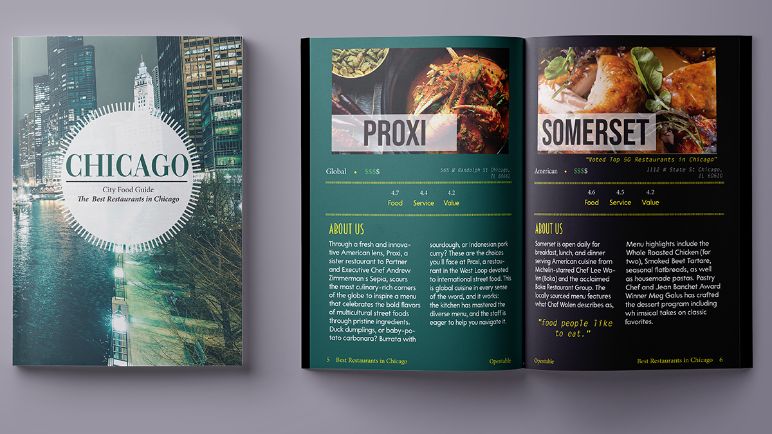 CHICAGO
City Food Guide
The Best Restaurants in Chicago
PROXI
Global • $$$$
565 W Randolph St Chicago,
IL 60661
4.7 4.4 4.2
Food Service Value
ABOUT US
Through a fresh and innova-
tive American lens, Proxi, a
sister restaurant to Partner
and Executive Chef Andrew
Zimmerman s Sepia, scours
the most culinary-rich corners
of the globe to inspire a menu
that celebrates the bold flavors
of multicultural street foods
through pristine ingredients.
Duck dumplings, or baby-po-
tato carbonara? Burrata with
sourdough, or Indonesian pork
curry? These are the choices
you ll face at Proxi, a restau-
rant in the West Loop devoted
to international street food. This
is global cuisine in every sense
of the word, and it works:
the kitchen has mastered the
diverse menu, and the staff is
eager to help you navigate it.
5 Best Restaurants in Chicago
Opentable
SOMERSET
"Voted Top 50 Restaurants in Chicago"
American • $$$$
1112 N State St Chicago,
IL 60610
4.6 4.5 4.2
Food Service Value
ABOUT US
Somerset is open daily for
breakfast, lunch, and dinner
serving American cuisine from
Michelin-starred Chef Lee Wo-
len (Boka) and the acclaimed
Boka Restaurant Group. The
locally sourced menu features
what Chef Wolen describes as,
"food people like
to eat."
Menu highlights include the
Whole Roasted Chicken (for
two), Smoked Beef Tartare,
seasonal flatbreads, as well
as housemade pastas. Pastry
Chef and Jean Banchet Award
Winner Meg Galus has crafted
the dessert program including
wh imsical takes on classic
favorites.
Opentable
Best Restaurants in Chicago 6